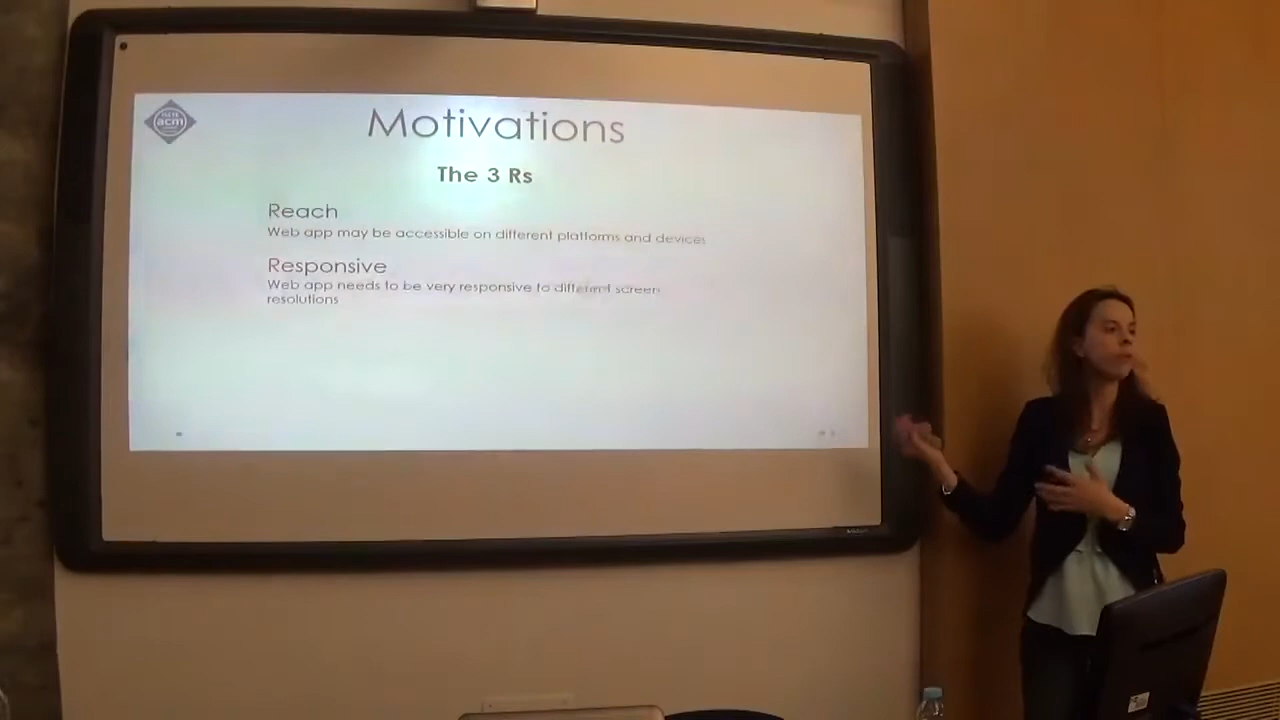 acm
Motivations
The 3 Rs
Reach
Web app may be accessible on different platforms and devices
Responsive
Web app needs to be very responsive to different screen
resolutions